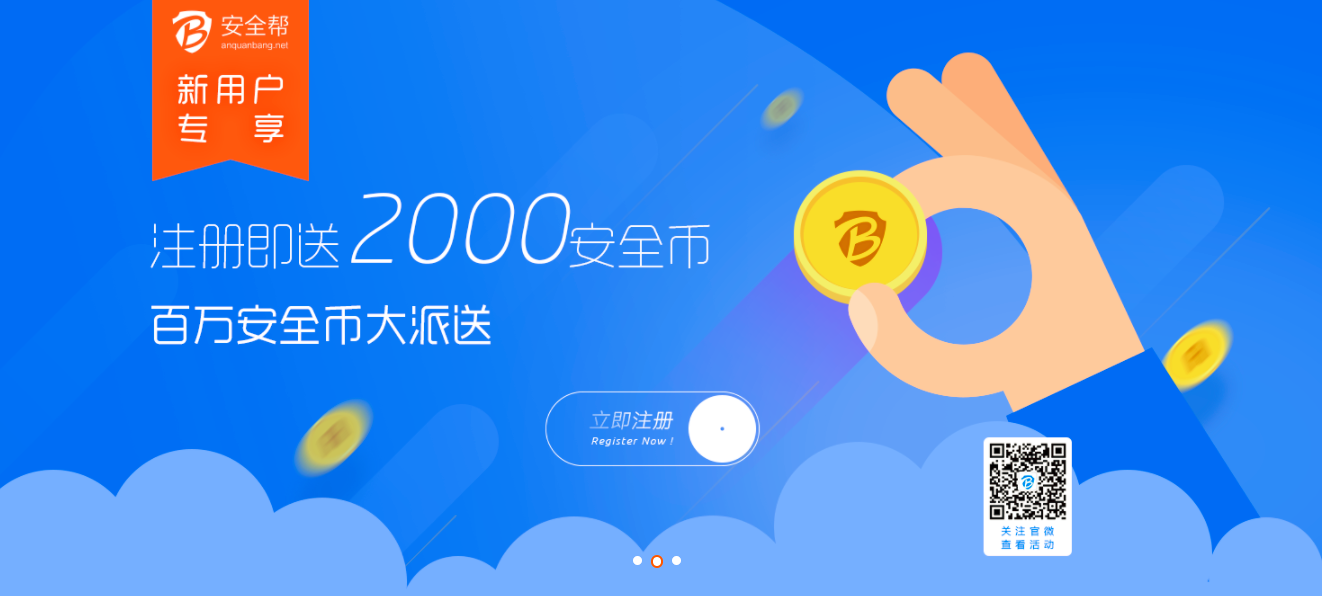 安全帮
anquanbang.net
新用户
专享
注册即送2000安全币
百万安全币大派送
立即注册
Register Now !
关注官微
查看活动